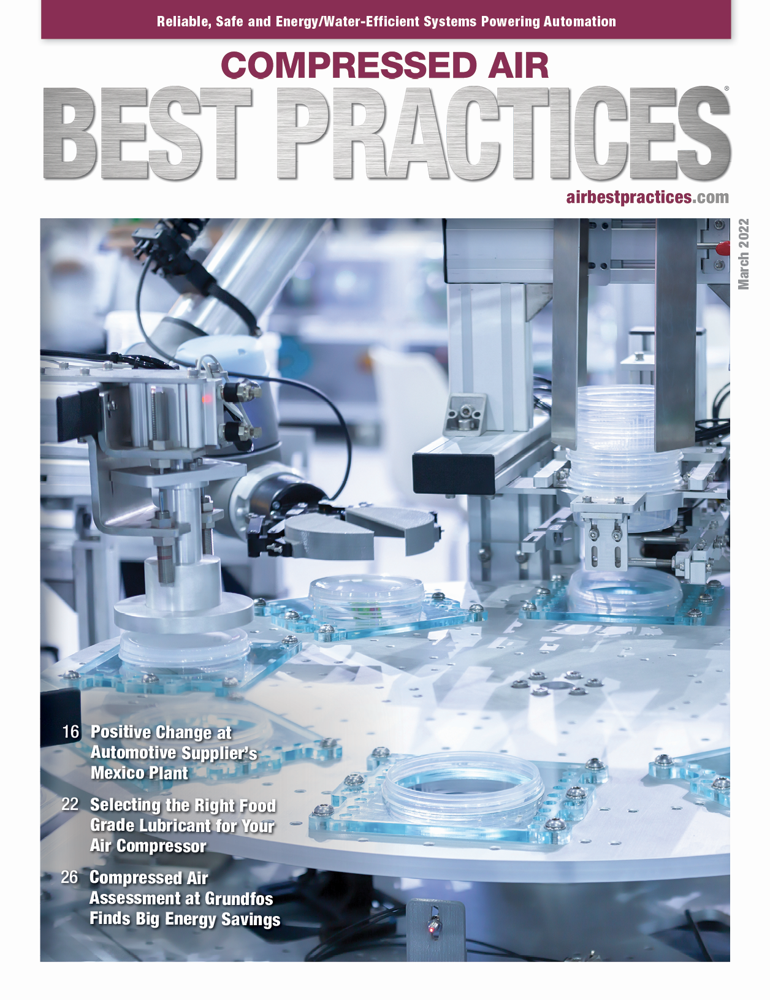 Reliable, Safe and Energy/Water-Efficient Systems Powering Automation
COMPRESSED AIR
BEST PRACTICES®
airbestpractices.com
March 2022
16 Positive Change at
Automotive Supplier's
Mexico Plant
22 Selecting the Right Food
Grade Lubricant for Your
Air Compressor
26 Compressed Air
Assessment at Grundfos
Finds Big Energy Savings